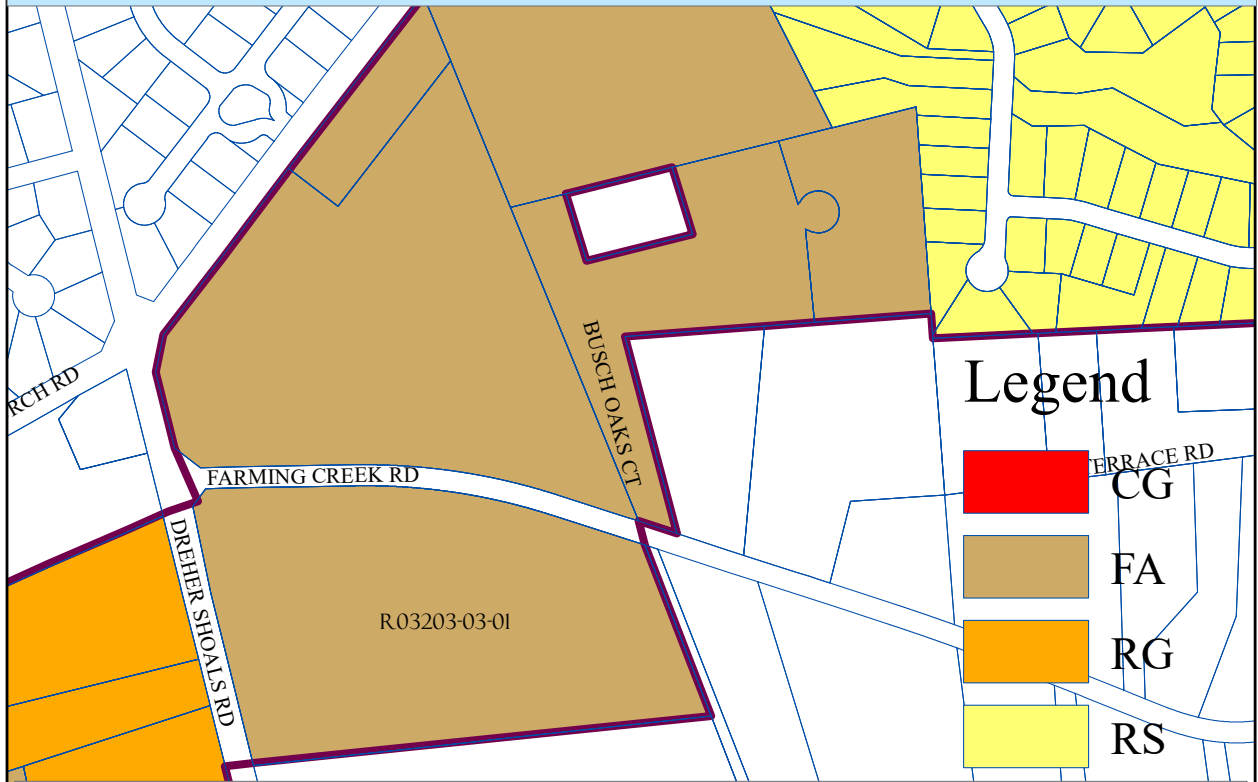 BUSCH OAKS CT
RCH RD
FARMING CREEK RD
DREHER SHOALS RD
R03203-03-01
TERRACE RD
Legend
CG
FA
RG
RS